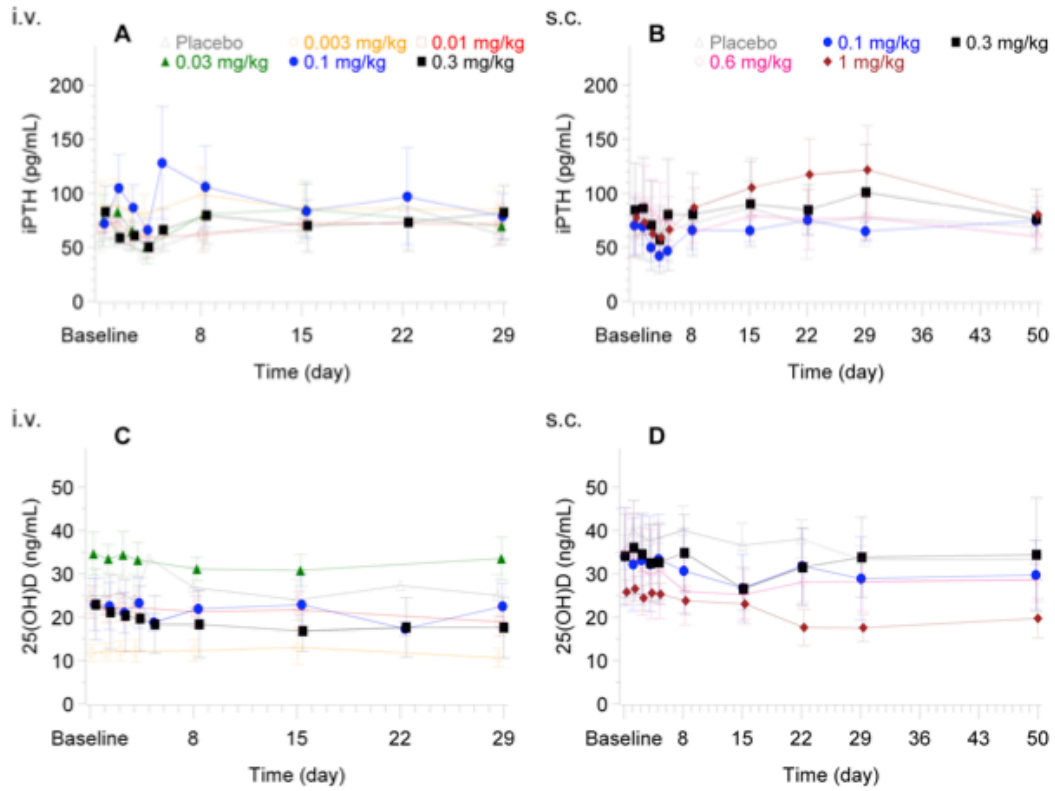 i.v.
A
Placebo 0.003 mg/kg 0.01 mg/kg
0.03 mg/kg 0.1 mg/kg 0.3 mg/kg
iPTH (pg/mL)
200
150
100
50
0
Baseline 8 15 22 29
Time (day)
s.c.
B
Placebo 0.1 mg/kg 0.3 mg/kg
0.6 mg/kg 1 mg/kg
iPTH (pg/mL)
200
150
100
50
0
Baseline 8 15 22 29 36 43 50
Time (day)
i.v.
C
25(OH)D (ng/mL)
50
40
30
20
10
0
Baseline 8 15 22 29
Time (day)
s.c.
D
25(OH)D (ng/mL)
50
40
30
20
10
0
Baseline 8 15 22 29 36 43 50
Time (day)